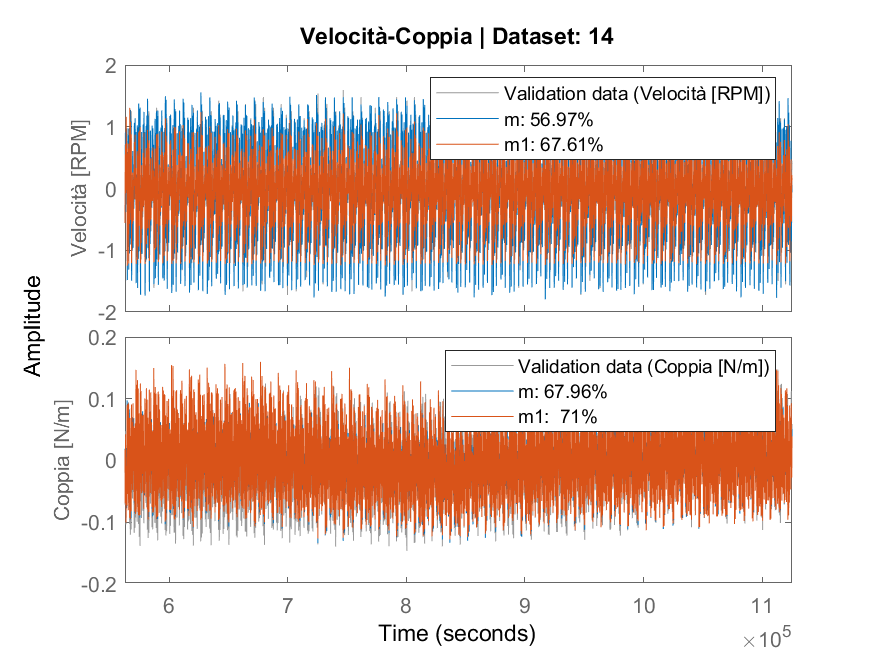 Velocità-Coppia | Dataset: 14
2
1
0
-1
-2
Velocità [RPM]
Validation data (Velocità [RPM])
m: 56.97%
m1: 67.61%
Amplitude
0.2
0.1
0
-0.1
-0.2
Coppia [N/m]
Validation data (Coppia [N/m])
m: 67.96%
m1: 71%
6 7 8 9 10 11
Time (seconds)
×10⁵